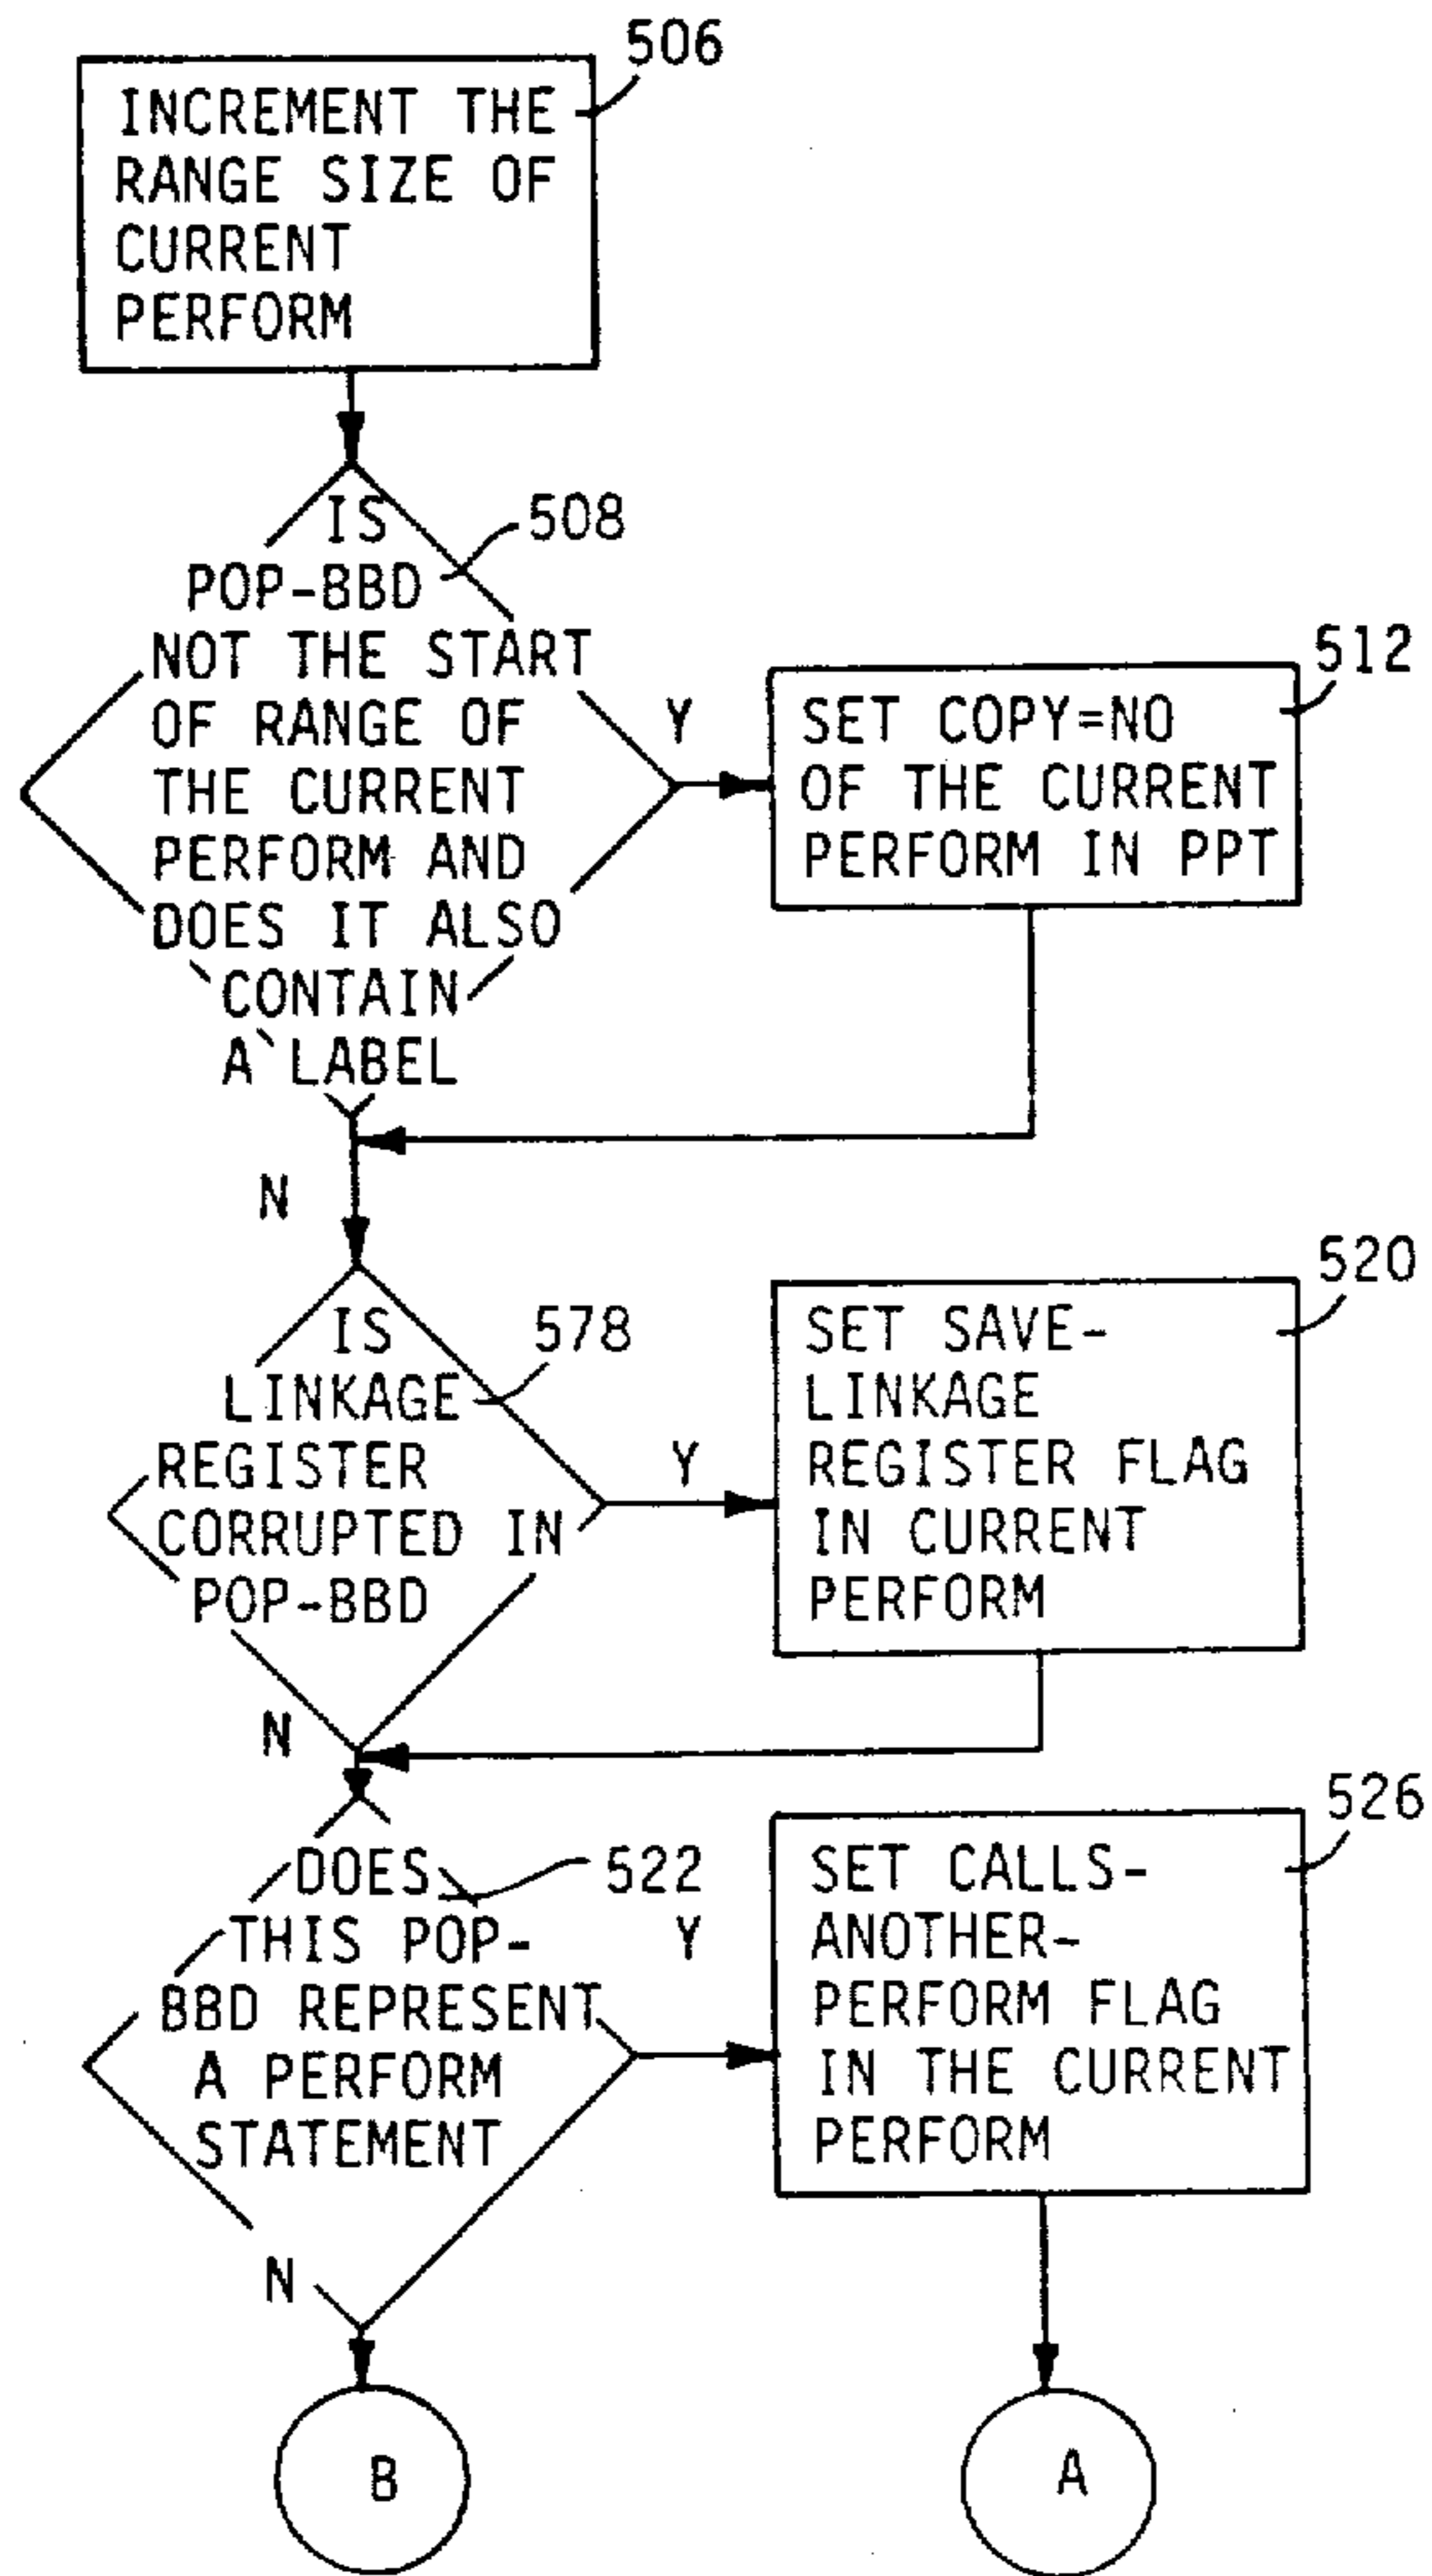 506
INCREMENT THE
RANGE SIZE OF
CURRENT
PERFORM
IS
508
POP-BBD
NOT THE START
OF RANGE OF
THE CURRENT
PERFORM AND
DOES IT ALSO
CONTAIN
A LABEL
Y
512
SET COPY=NO
OF THE CURRENT
PERFORM IN PPT
N
IS
578
LINKAGE
REGISTER
CORRUPTED IN
POP-BBD
Y
520
SET SAVE-
LINKAGE
REGISTER FLAG
IN CURRENT
PERFORM
N
DOES
522
THIS POP-
BBD REPRESENT
A PERFORM
STATEMENT
Y
526
SET CALLS-
ANOTHER-
PERFORM FLAG
IN THE CURRENT
PERFORM
N
B
A